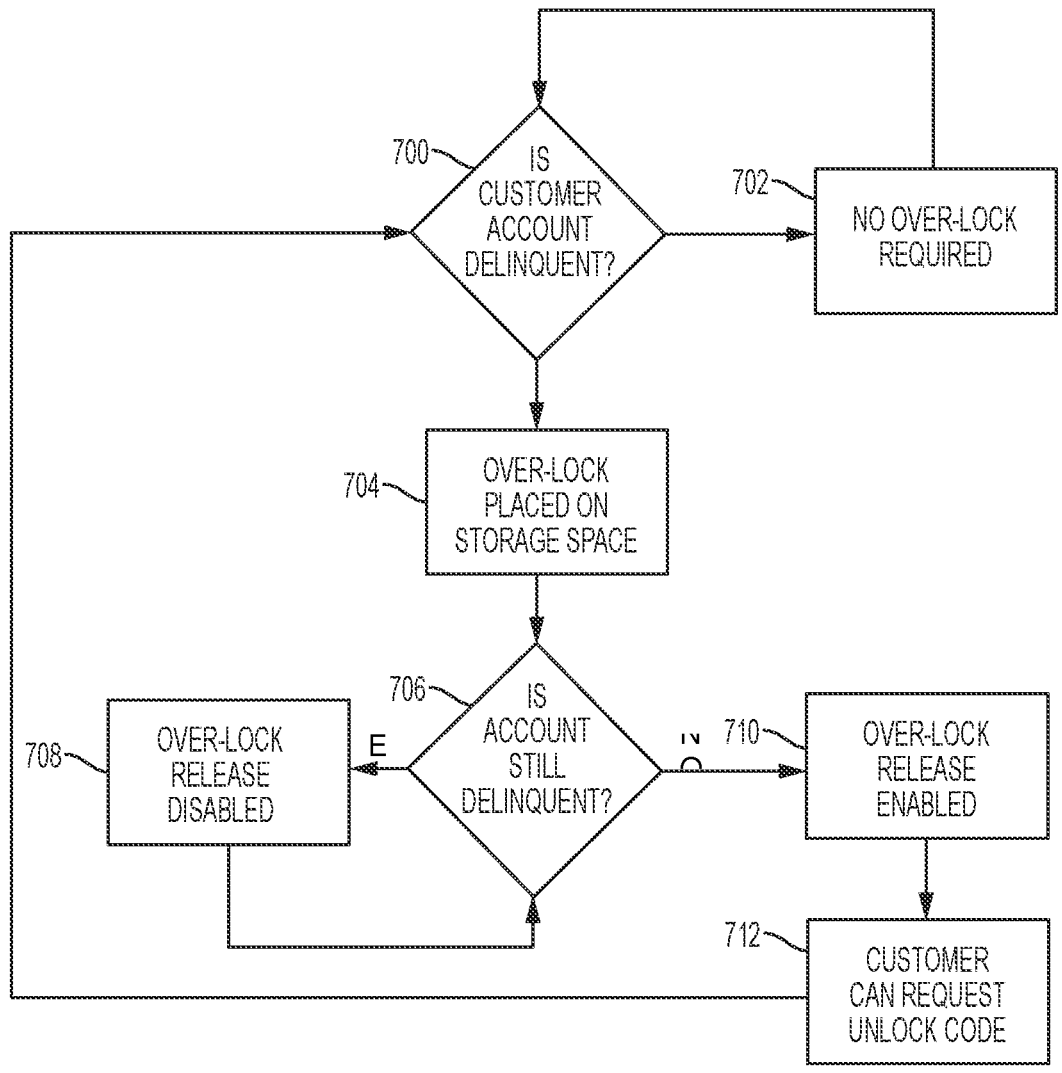 700
IS
CUSTOMER
ACCOUNT
DELINQUENT?
702
NO OVER-LOCK
REQUIRED
704
OVER-LOCK
PLACED ON
STORAGE SPACE
706
IS
ACCOUNT
STILL
DELINQUENT?
708
OVER-LOCK
RELEASE
DISABLED
E
710
OVER-LOCK
RELEASE
ENABLED
712
CUSTOMER
CAN REQUEST
UNLOCK CODE